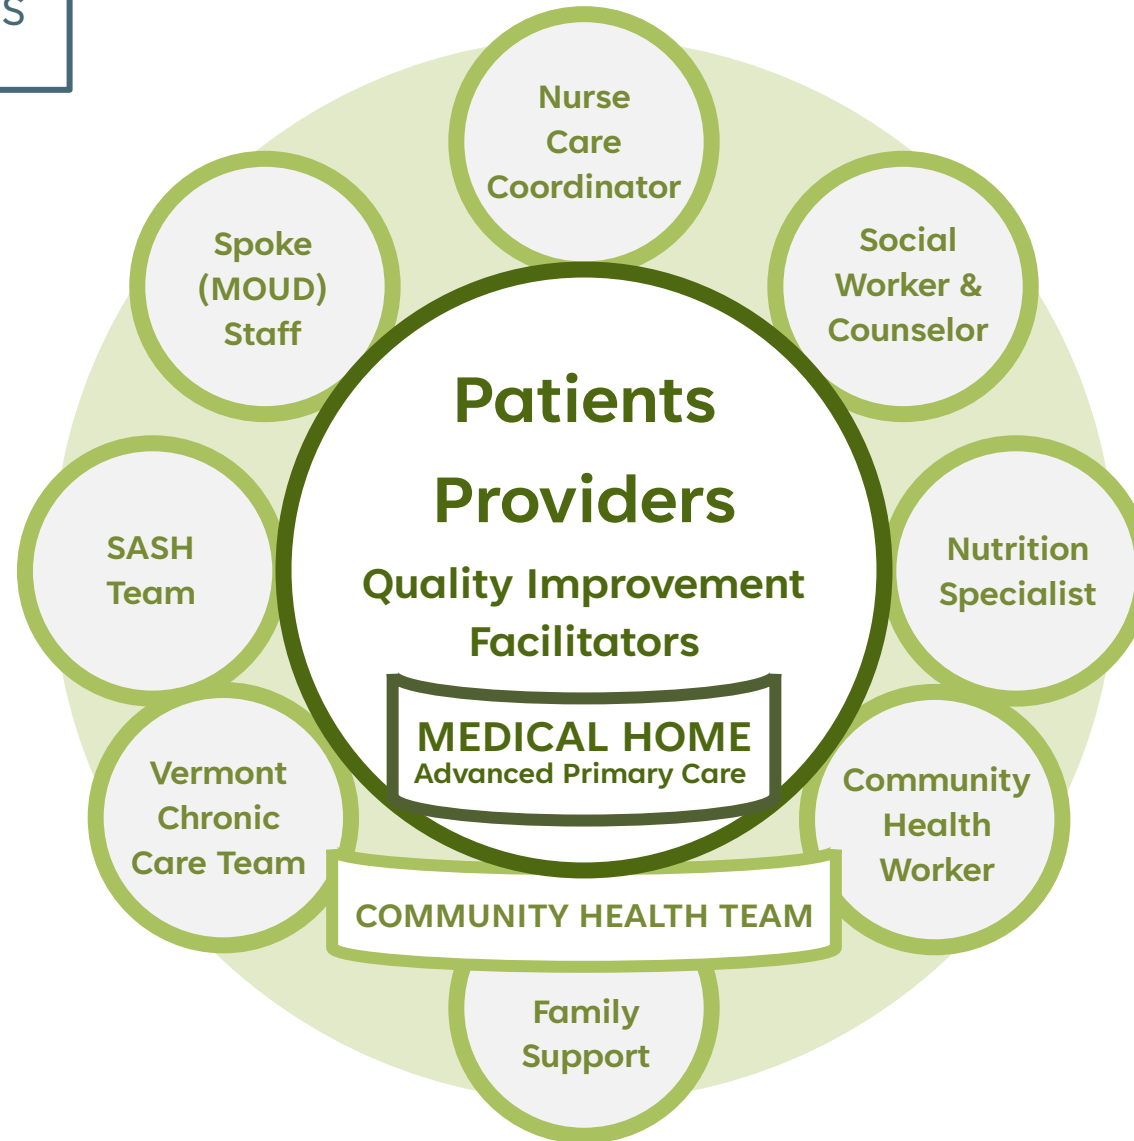 S
Nurse
Care
Coordinator
Social
Worker &
Counselor
Nutrition
Specialist
Community
Health
Worker
Family
Support
Vermont
Chronic
Care Team
SASH
Team
Spoke
(MOUD)
Staff
Patients
Providers
Quality Improvement
Facilitators
MEDICAL HOME
Advanced Primary Care
COMMUNITY HEALTH TEAM